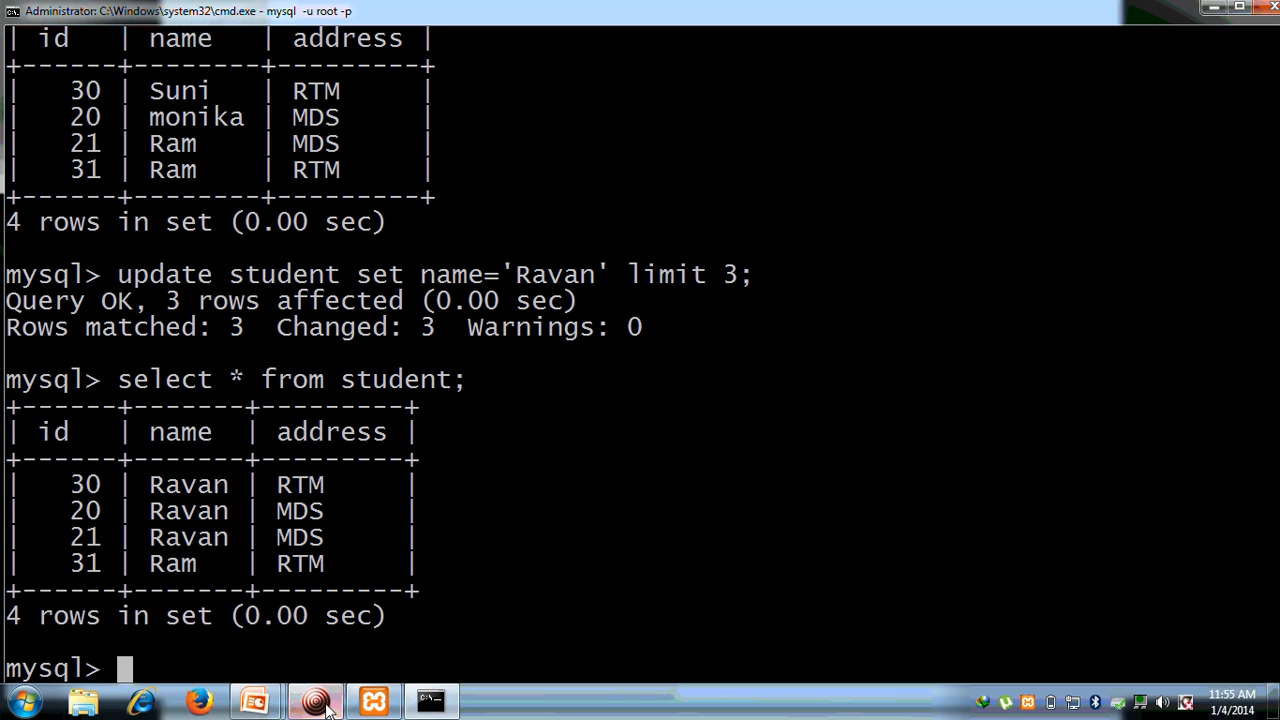 Administrator: C:\Windows\system32\cmd.exe - mysql -u root -p
| id   | name   | address |
+------+--------+---------+
|   30 | Suni   | RTM     |
|   20 | monika | MDS     |
|   21 | Ram    | MDS     |
|   31 | Ram    | RTM     |
+------+--------+---------+
4 rows in set (0.00 sec)
mysql> update student set name='Ravan' limit 3;
Query OK, 3 rows affected (0.00 sec)
Rows matched: 3  Changed: 3  Warnings: 0
mysql> select * from student;
+------+-------+---------+
| id   | name  | address |
+------+-------+---------+
|   30 | Ravan | RTM     |
|   20 | Ravan | MDS     |
|   21 | Ravan | MDS     |
|   31 | Ram   | RTM     |
+------+-------+---------+
4 rows in set (0.00 sec)
mysql>
11:55 AM
1/4/2014